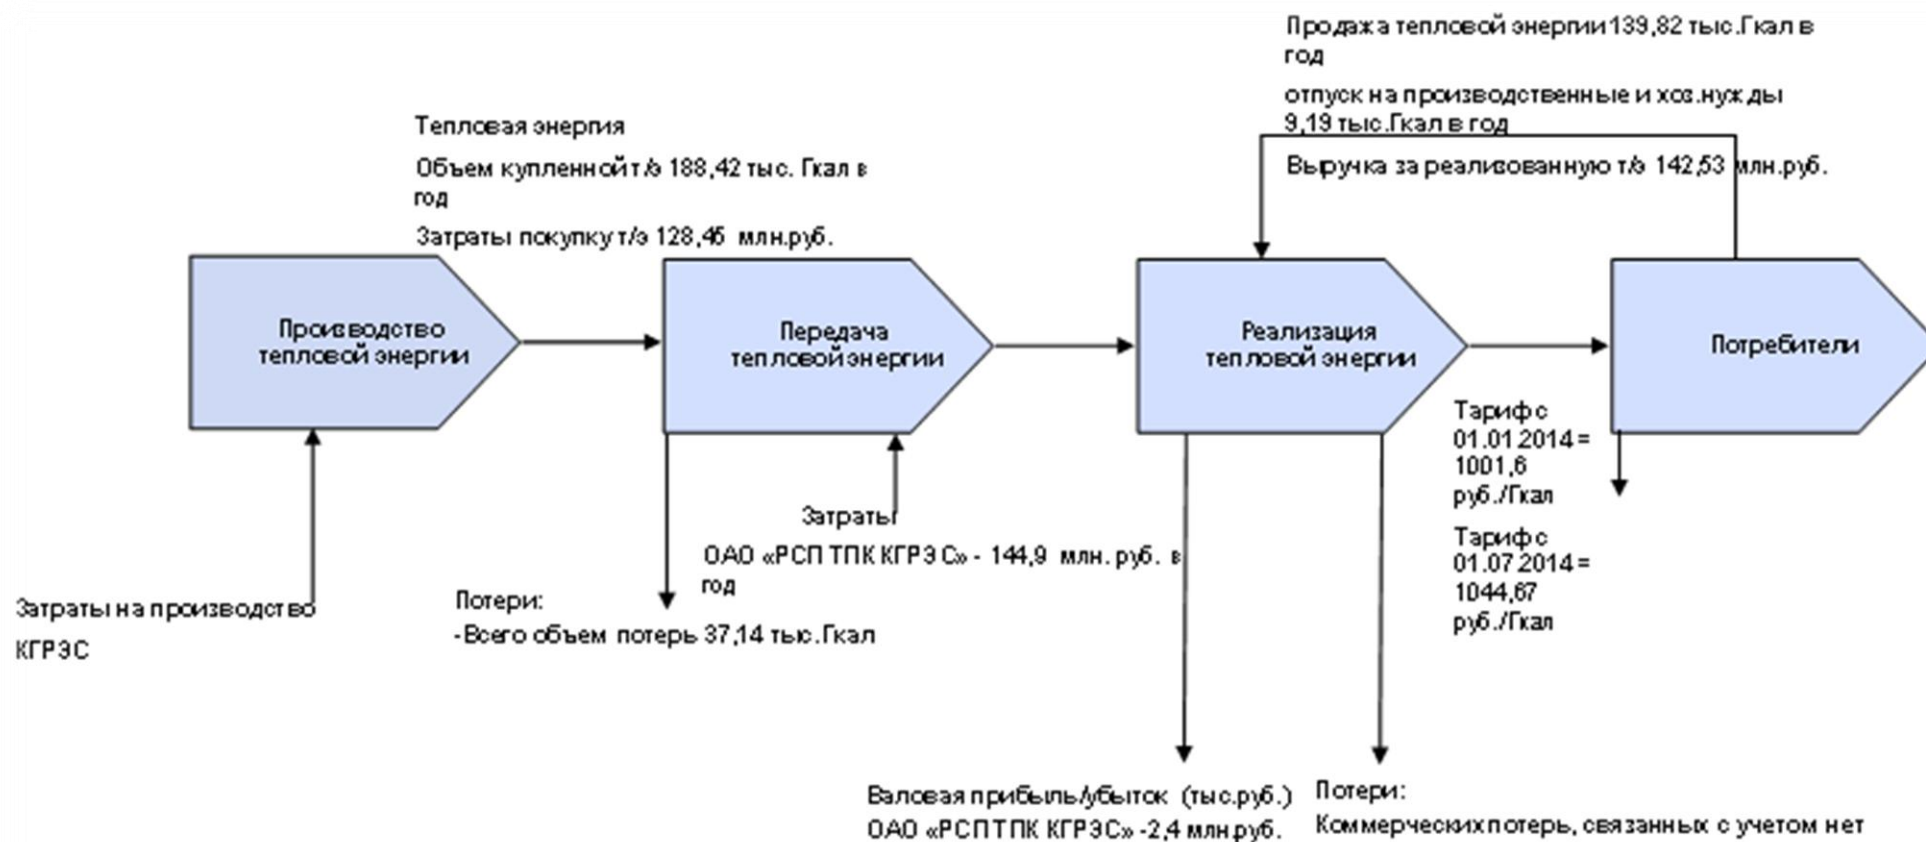 Продажа тепловой энергии 139,82 тыс.Гкал в
год
отпуск на производственные и хоз.нужды
9,19 тыс.Гкал в год
Выручка за реализованную т/э 142,53 млн.руб.
Тепловая энергия
Объем купленной т/э 188,42 тыс. Гкал в
год
Затраты покупку т/э 128,45 млн.руб.
Производство
тепловой энергии
Передача
тепловой энергии
Реализация
тепловой энергии
Потребители
Тариф с
01.01.2014 =
1001,6
руб./Гкал
Тариф с
01.07.2014 =
1044,67
руб./Гкал
Затраты
ОАО «РСП ТПК КГРЭС» - 144,9 млн. руб. в
год
Затраты на производство
КГРЭС
Потери:
-Всего объем потерь 37,14 тыс.Гкал
Валовая прибыль/убыток (тыс.руб.)
ОАО «РСП ТПК КГРЭС» -2,4 млн.руб.
Потери:
Коммерческих потерь, связанных с учетом нет